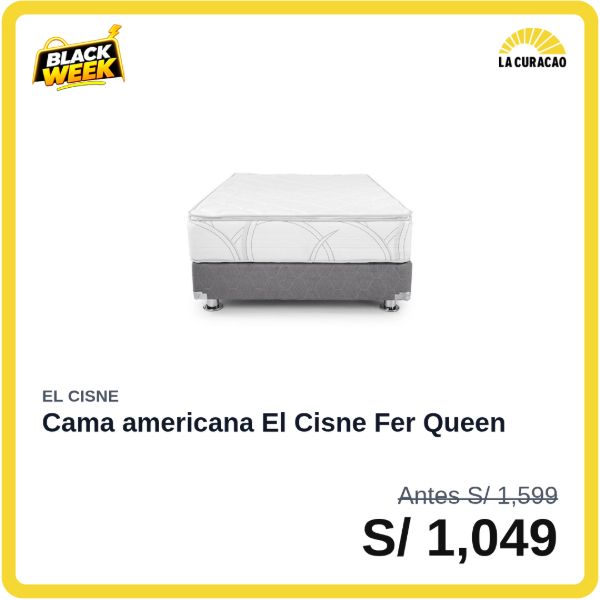 BLACK
WEEK
LA CURACAO
EL CISNE
Cama americana El Cisne Fer Queen
Antes S/ 1,599
S/ 1,049